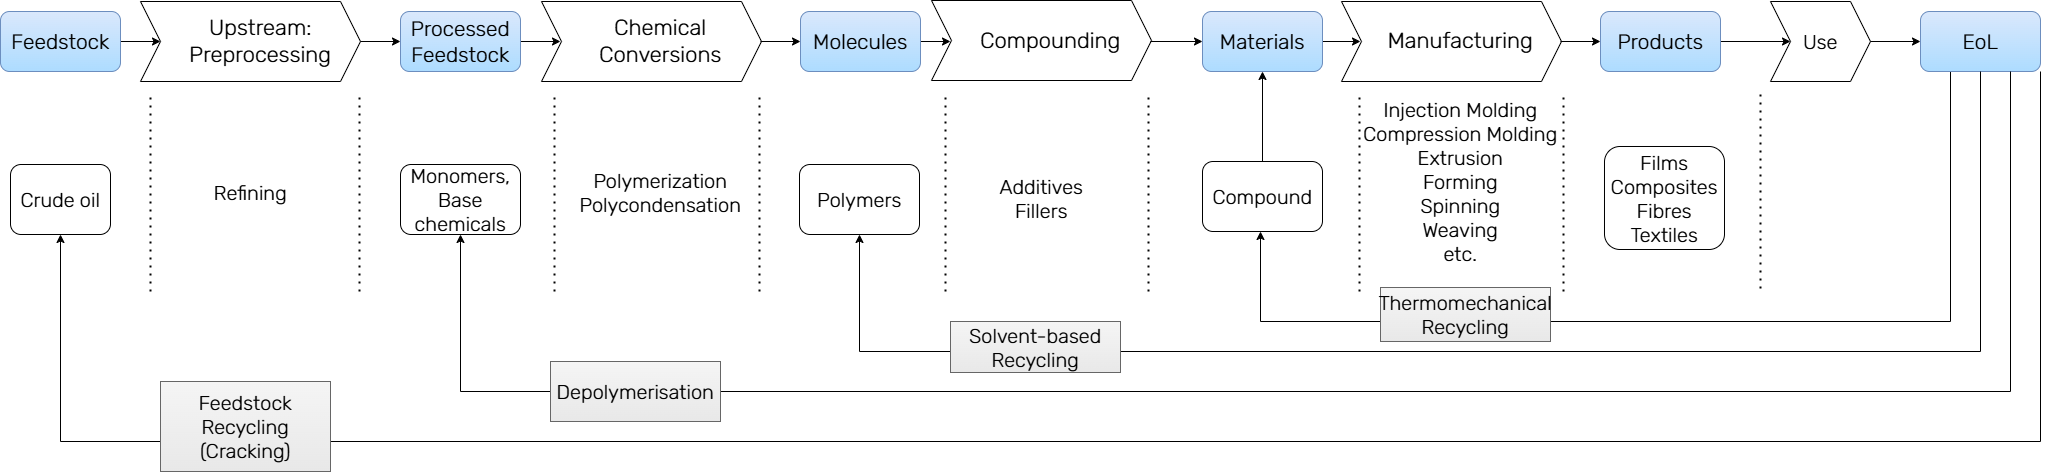 Feedstock
Upstream:
Preprocessing
Processed
Feedstock
Chemical
Conversions
Molecules
Compounding
Materials
Manufacturing
Products
Use
EoL
Crude oil
Refining
Monomers,
Base
chemicals
Polymerization
Polycondensation
Polymers
Additives
Fillers
Compound
Injection Molding
Compression Molding
Extrusion
Forming
Spinning
Weaving
etc.
Films
Composites
Fibres
Textiles
Thermomechanical
Recycling
Solvent-based
Recycling
Depolymerisation
Feedstock
Recycling
(Cracking)